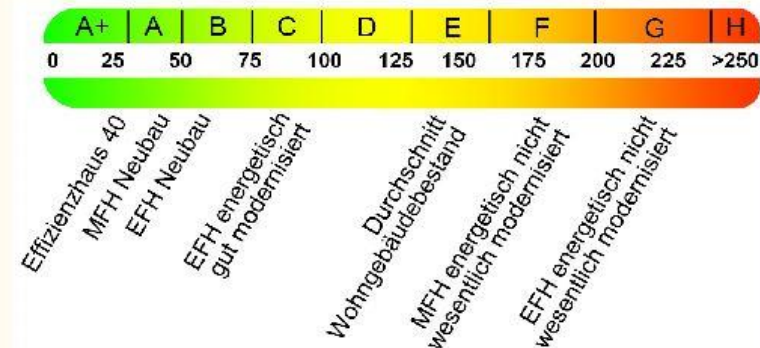 A+ A B C D E F G H
0 25 50 75 100 125 150 175 200 225 >250
Effizienzhaus 40
MFH Neubau
EFH Neubau
EFH energetisch
gut modernisiert
Durchschnitt
Wohngebäudebestand
MFH energetisch nicht
wesentlich modernisiert
EFH energetisch nicht
wesentlich modernisiert